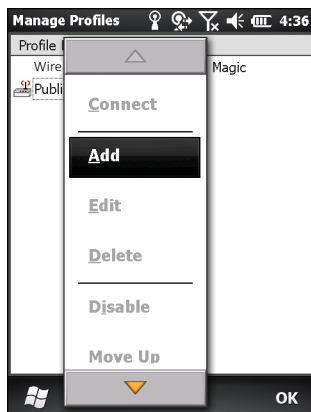 Manage Profiles 4:36
Profile
Wire Magic
Publi
Connect
Add
Edit
Delete
Disable
Move Up
OK